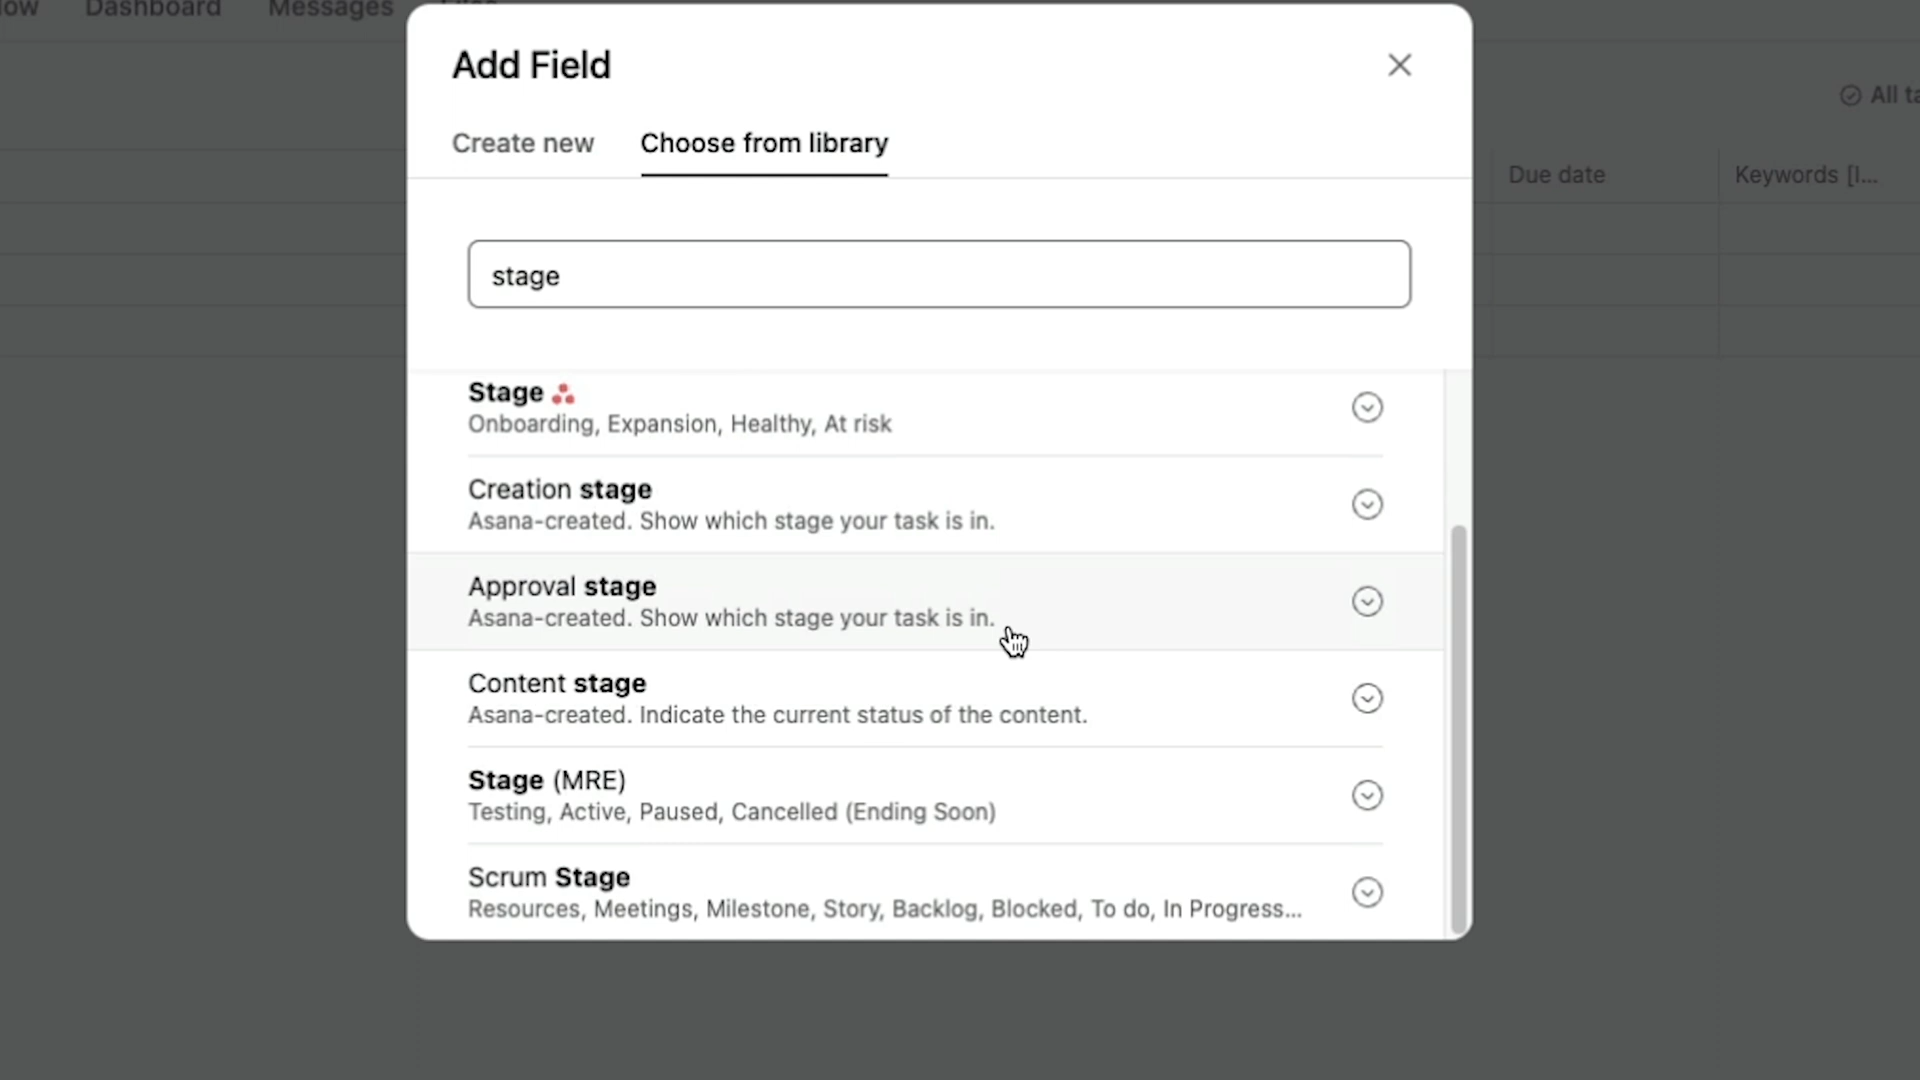 Dashboard
Messages
Add Field
All
Create new
Choose from library
Due date
Keywords [I...
stage
Stage
Onboarding, Expansion, Healthy, At risk
Creation stage
Asana-created. Show which stage your task is in.
Approval stage
Asana-created. Show which stage your task is in.
Content stage
Asana-created. Indicate the current status of the content.
Stage (MRE)
Testing, Active, Paused, Cancelled (Ending Soon)
Scrum Stage
Resources, Meetings, Milestone, Story, Backlog, Blocked, To do, In Progress...